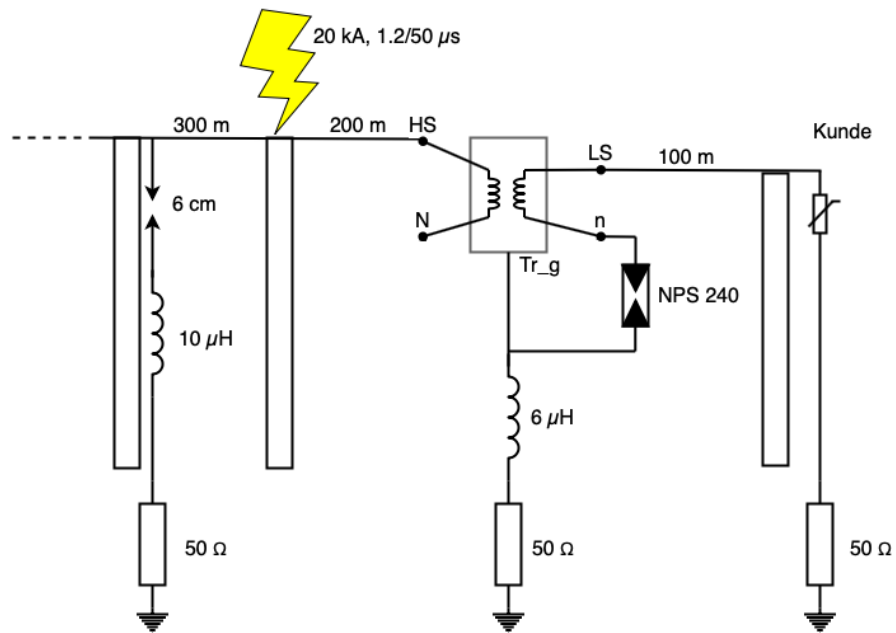 20 kA, 1.2/50 µs
300 m
200 m
HS
LS
100 m
Kunde
6 cm
N
n
Tr_g
NPS 240
10 µH
6 µH
50 Ω
50 Ω
50 Ω